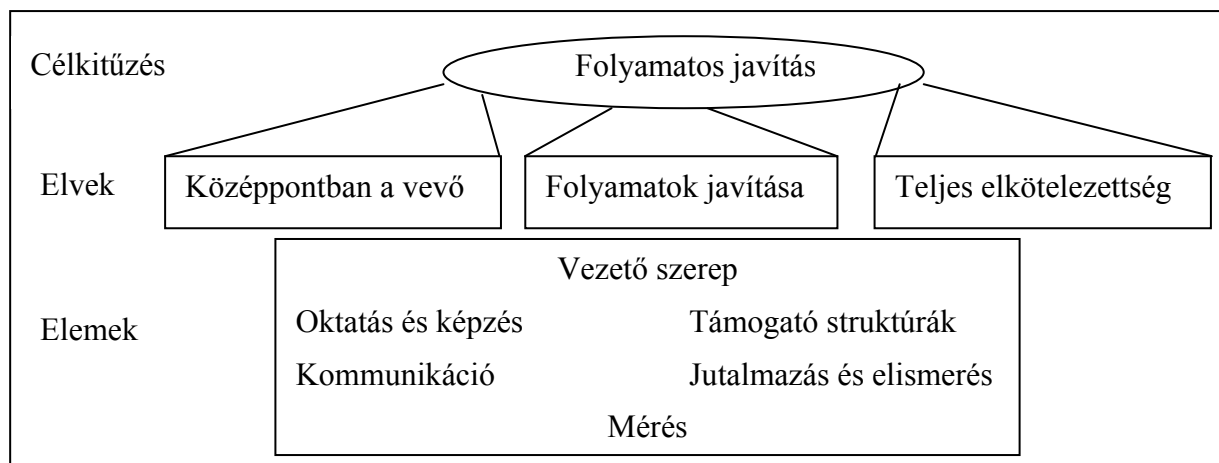 Célkitűzés
Folyamatos javítás
Elvek
Középpontban a vevő
Folyamatok javítása
Teljes elkötelezettség
Vezető szerep
Elemek
Oktatás és képzés
Támogató struktúrák
Kommunikáció
Jutalmazás és elismerés
Mérés